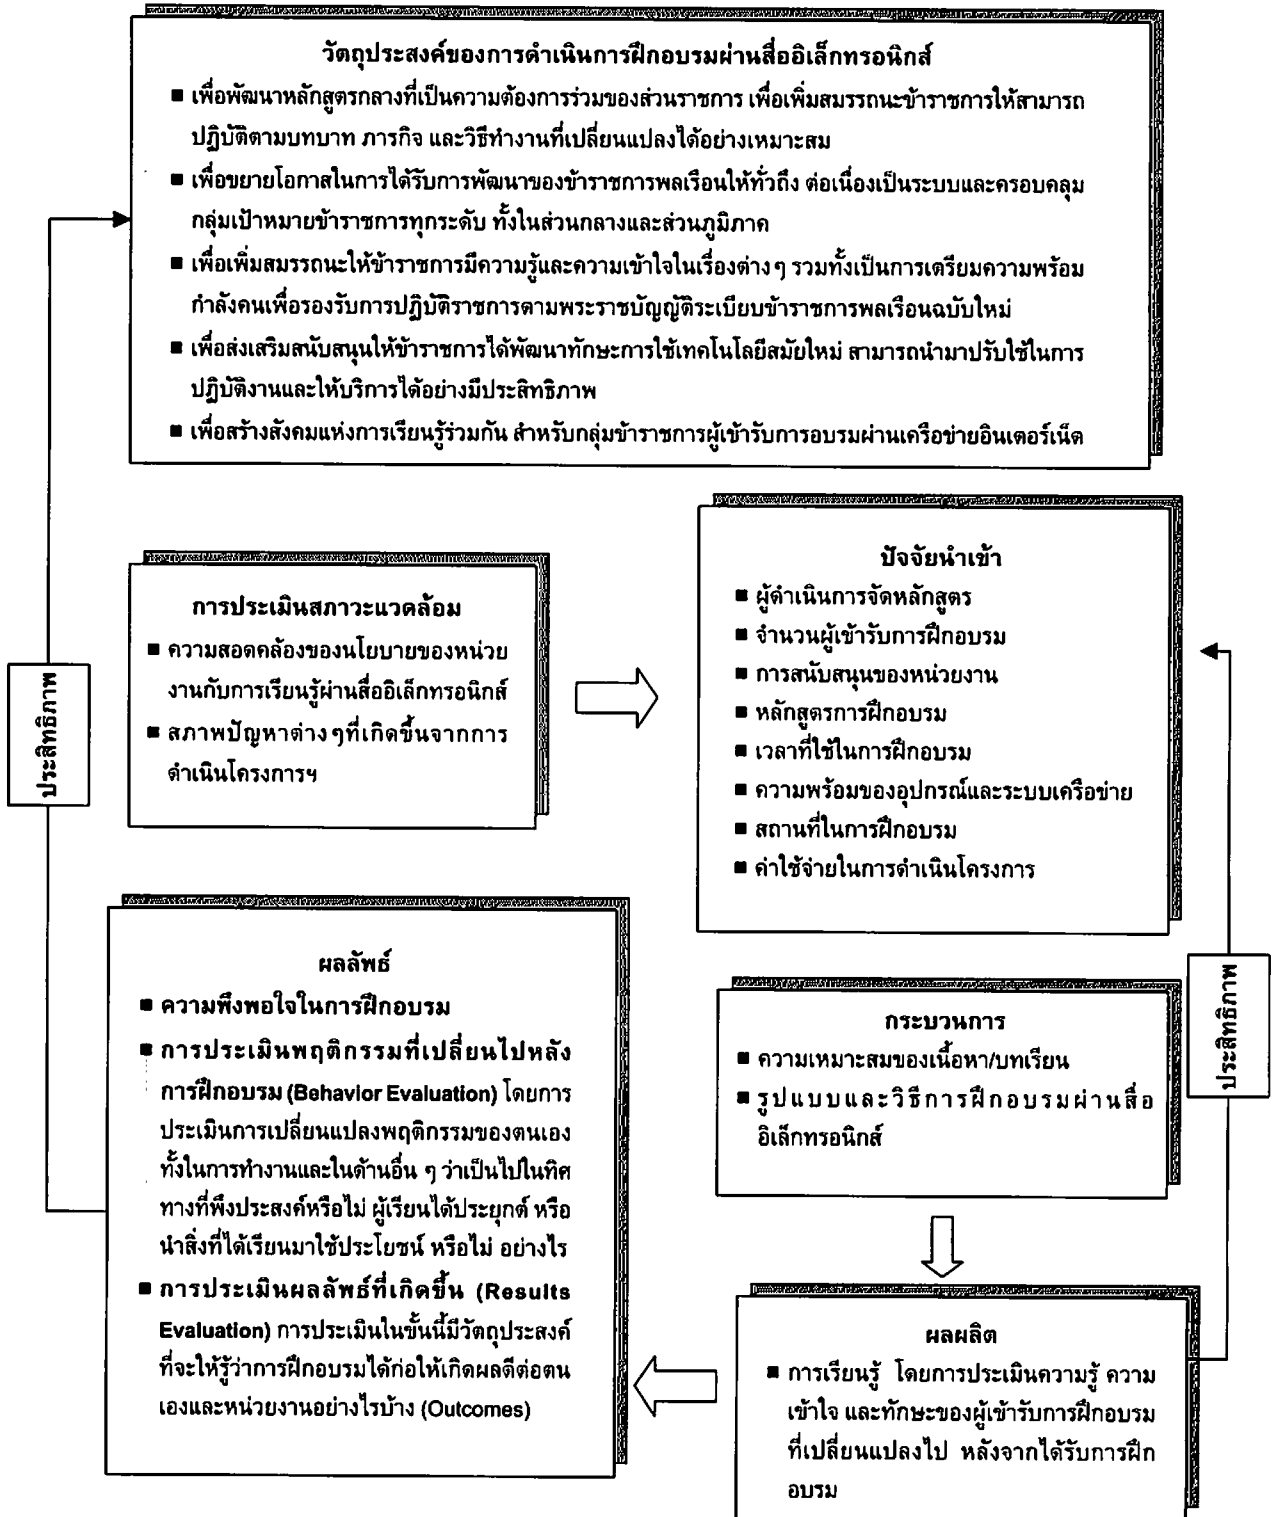 วัตถุประสงค์ของการดำเนินการฝึกอบรมผ่านสื่ออิเล็กทรอนิกส์
■ เพื่อพัฒนาหลักสูตรกลางที่เป็นความต้องการร่วมของส่วนราชการ เพื่อเพิ่มสมรรถนะข้าราชการให้สามารถ
ปฏิบัติตามบทบาท ภารกิจ และวิธีทำงานที่เปลี่ยนแปลงได้อย่างเหมาะสม
■ เพื่อขยายโอกาสในการได้รับการพัฒนาของข้าราชการพลเรือนให้ทั่วถึง ต่อเนื่องเป็นระบบและครอบคลุม
กลุ่มเป้าหมายข้าราชการทุกระดับ ทั้งในส่วนกลางและส่วนภูมิภาค
■ เพื่อเพิ่มสมรรถนะให้ข้าราชการมีความรู้และความเข้าใจในเรื่องต่าง ๆ รวมทั้งเป็นการเตรียมความพร้อม
กำลังคนเพื่อรองรับการปฏิบัติราชการตามพระราชบัญญัติระเบียบข้าราชการพลเรือนฉบับใหม่
■ เพื่อส่งเสริมสนับสนุนให้ข้าราชการได้พัฒนาทักษะการใช้เทคโนโลยีสมัยใหม่ สามารถนำมาปรับใช้ในการ
ปฏิบัติงานและให้บริการได้อย่างมีประสิทธิภาพ
■ เพื่อสร้างสังคมแห่งการเรียนรู้ร่วมกัน สำหรับกลุ่มข้าราชการผู้เข้ารับการอบรมผ่านเครือข่ายอินเตอร์เน็ต
ประสิทธิภาพ
การประเมินสภาวะแวดล้อม
■ ความสอดคล้องของนโยบายของหน่วย
งานกับการเรียนรู้ผ่านสื่ออิเล็กทรอนิกส์
■ สภาพปัญหาต่าง ๆที่เกิดขึ้นจากการ
ดำเนินโครงการฯ
ปัจจัยนำเข้า
■ ผู้ดำเนินการจัดหลักสูตร
■ จำนวนผู้เข้ารับการฝึกอบรม
■ การสนับสนุนของหน่วยงาน
■ หลักสูตรการฝึกอบรม
■ เวลาที่ใช้ในการฝึกอบรม
■ ความพร้อมของอุปกรณ์และระบบเครือข่าย
■ สถานที่ในการฝึกอบรม
■ ค่าใช้จ่ายในการดำเนินโครงการ
ประสิทธิภาพ
กระบวนการ
■ ความเหมาะสมของเนื้อหา/บทเรียน
■ รูปแบบและวิธีการฝึกอบรมผ่านสื่อ
อิเล็กทรอนิกส์
ผลผลิต
■ การเรียนรู้ โดยการประเมินความรู้ ความ
เข้าใจ และทักษะของผู้เข้ารับการฝึกอบรม
ที่เปลี่ยนแปลงไป หลังจากได้รับการฝึก
อบรม
ผลลัพธ์
■ ความพึงพอใจในการฝึกอบรม
■ การประเมินพฤติกรรมที่เปลี่ยนไปหลัง
การฝึกอบรม (Behavior Evaluation) โดยการ
ประเมินการเปลี่ยนแปลงพฤติกรรมของตนเอง
ทั้งในการทำงานและในด้านอื่น ๆ ว่าเป็นไปในทิศ
ทางที่พึงประสงค์หรือไม่ ผู้เรียนได้ประยุกต์ หรือ
นำสิ่งที่ได้เรียนมาใช้ประโยชน์ หรือไม่ อย่างไร
■ การประเมินผลลัพธ์ที่เกิดขึ้น (Results
Evaluation) การประเมินในขั้นนี้มีวัตถุประสงค์
ที่จะให้รู้ว่าการฝึกอบรมได้ก่อให้เกิดผลดีต่อตน
เองและหน่วยงานอย่างไรบ้าง (Outcomes)